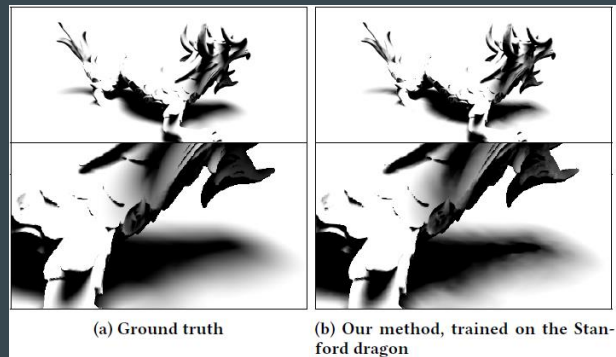 (a) Ground truth
(b) Our method, trained on the Stan-
ford dragon